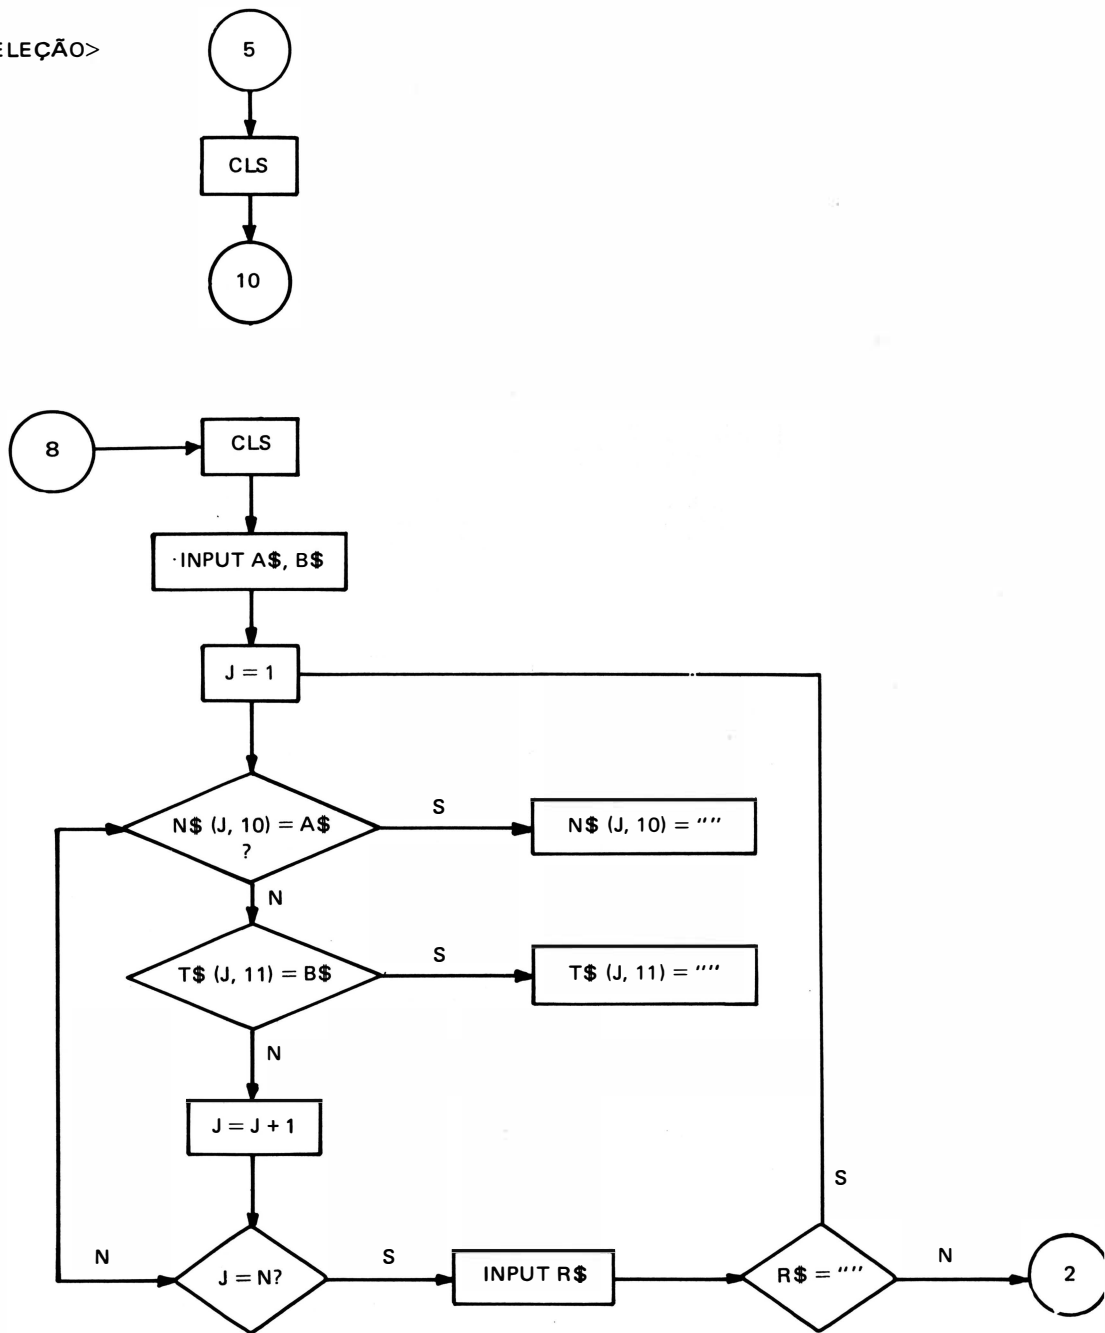 ELEÇÃO>
5
CLS
10
8
CLS
INPUT A$, B$
J = 1
N$ (J, 10) = A$
?
S
N$ (J, 10) = ""
N
T$ (J, 11) = B$
S
T$ (J, 11) = ""
N
J = J + 1
S
N
J = N?
S
INPUT R$
R$ = ""
N
2